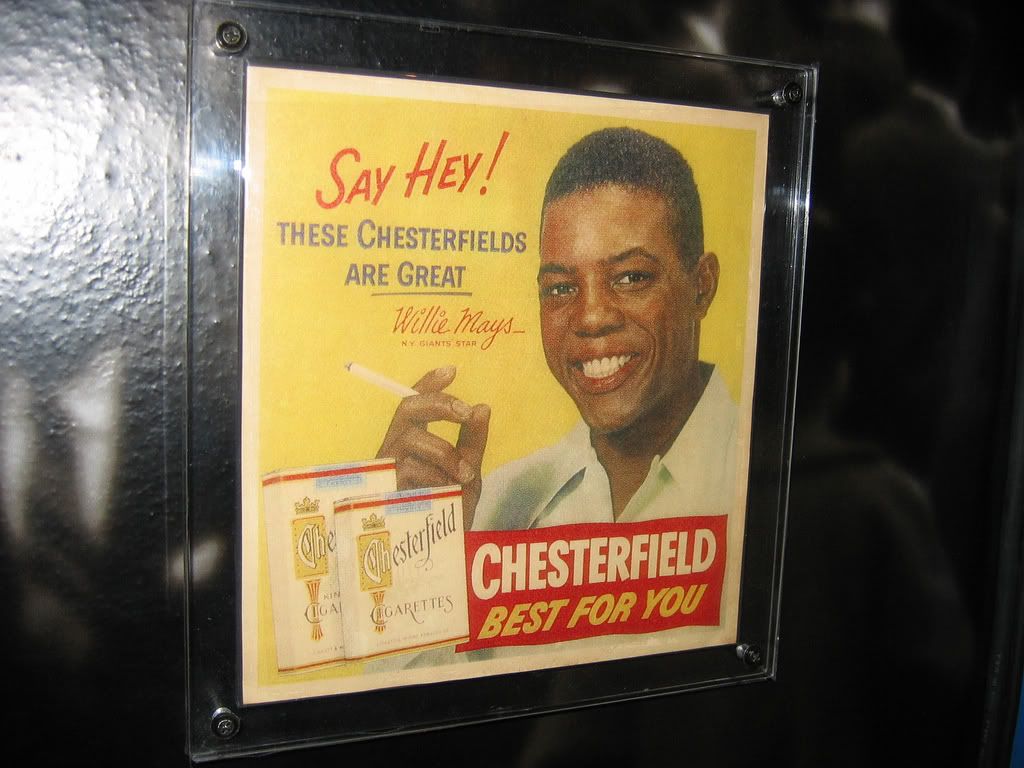 SAY HEY!
THESE CHESTERFIELDS
ARE GREAT
Willie Mays
N.Y. GIANTS STAR
Chesterfield
CIGARETTES
CHESTERFIELD
BEST FOR YOU